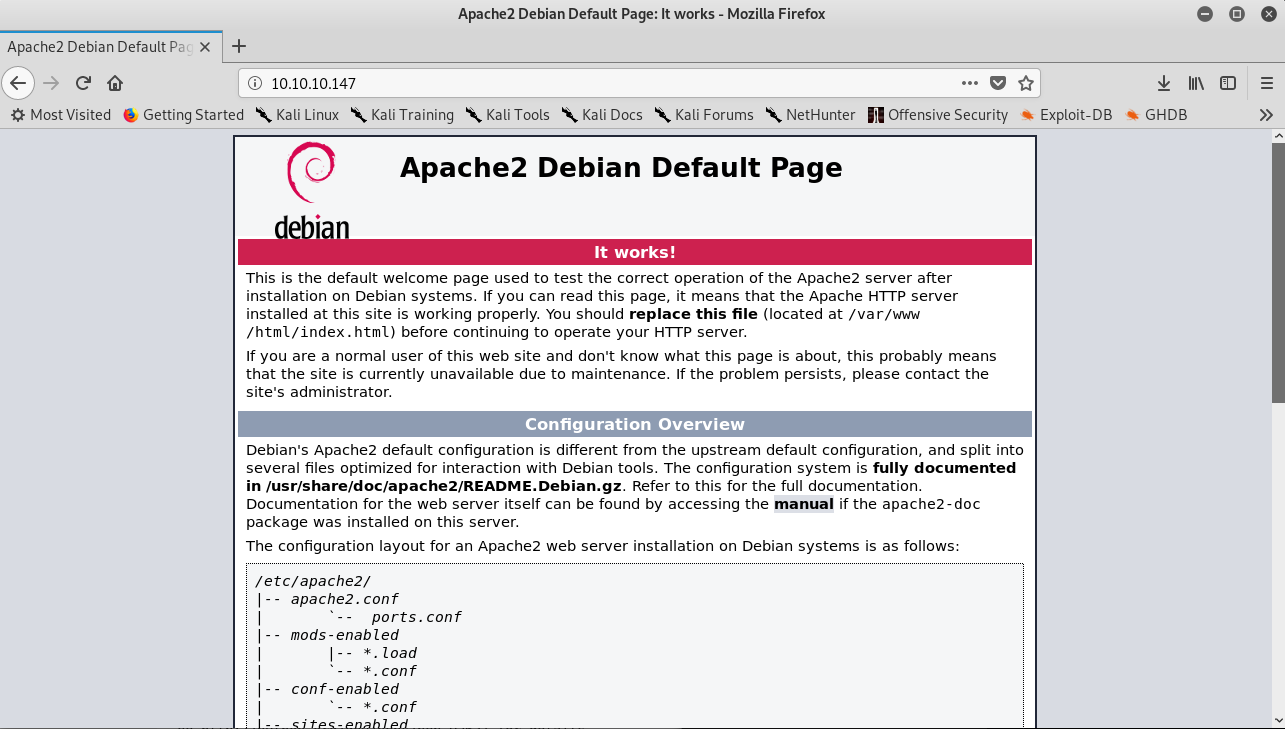 Apache2 Debian Default Page: It works - Mozilla Firefox
Apache2 Debian Default Pag
10.10.10.147
Most Visited Getting Started Kali Linux Kali Training Kali Tools Kali Docs Kali Forums NetHunter Offensive Security Exploit-DB GHDB
debian
Apache2 Debian Default Page
It works!
This is the default welcome page used to test the correct operation of the Apache2 server after
installation on Debian systems. If you can read this page, it means that the Apache HTTP server
installed at this site is working properly. You should replace this file (located at /var/www
/html/index.html) before continuing to operate your HTTP server.
If you are a normal user of this web site and don't know what this page is about, this probably means
that the site is currently unavailable due to maintenance. If the problem persists, please contact the
site's administrator.
Configuration Overview
Debian's Apache2 default configuration is different from the upstream default configuration, and split into
several files optimized for interaction with Debian tools. The configuration system is fully documented
in /usr/share/doc/apache2/README.Debian.gz. Refer to this for the full documentation.
Documentation for the web server itself can be found by accessing the manual if the apache2-doc
package was installed on this server.
The configuration layout for an Apache2 web server installation on Debian systems is as follows:
/etc/apache2/
|-- apache2.conf
|       `--  ports.conf
|-- mods-enabled
|       |-- *.load
|       `-- *.conf
|-- conf-enabled
|       `-- *.conf
|-- sites-enabled